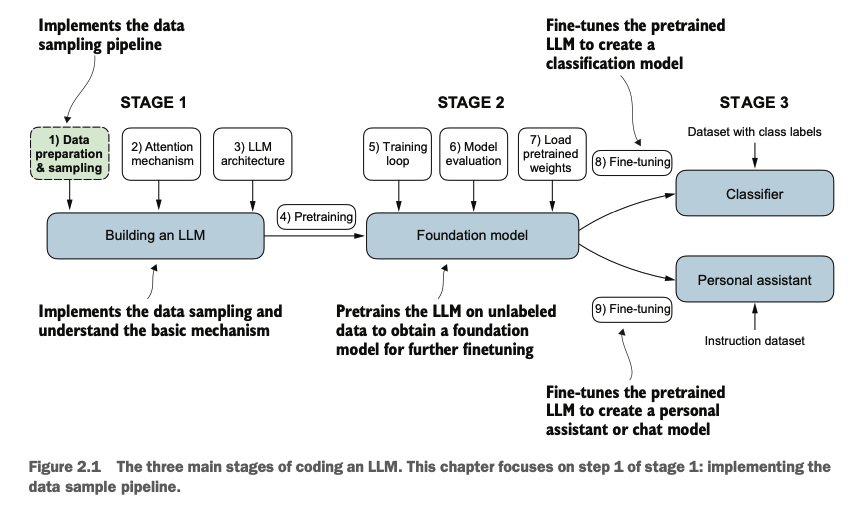 Implements the data
sampling pipeline
Fine-tunes the pretrained
LLM to create a
classification model
STAGE 1
STAGE 2
STAGE 3
1) Data
preparation
& sampling
2) Attention
mechanism
3) LLM
architecture
5) Training
loop
6) Model
evaluation
7) Load
pretrained
weights
8) Fine-tuning
Dataset with class labels
Classifier
4) Pretraining
Building an LLM
Foundation model
Personal assistant
9) Fine-tuning
Instruction dataset
Implements the data sampling and
understand the basic mechanism
Pretrains the LLM on unlabeled
data to obtain a foundation
model for further finetuning
Fine-tunes the pretrained
LLM to create a personal
assistant or chat model
Figure 2.1 The three main stages of coding an LLM. This chapter focuses on step 1 of stage 1: implementing the
data sample pipeline.